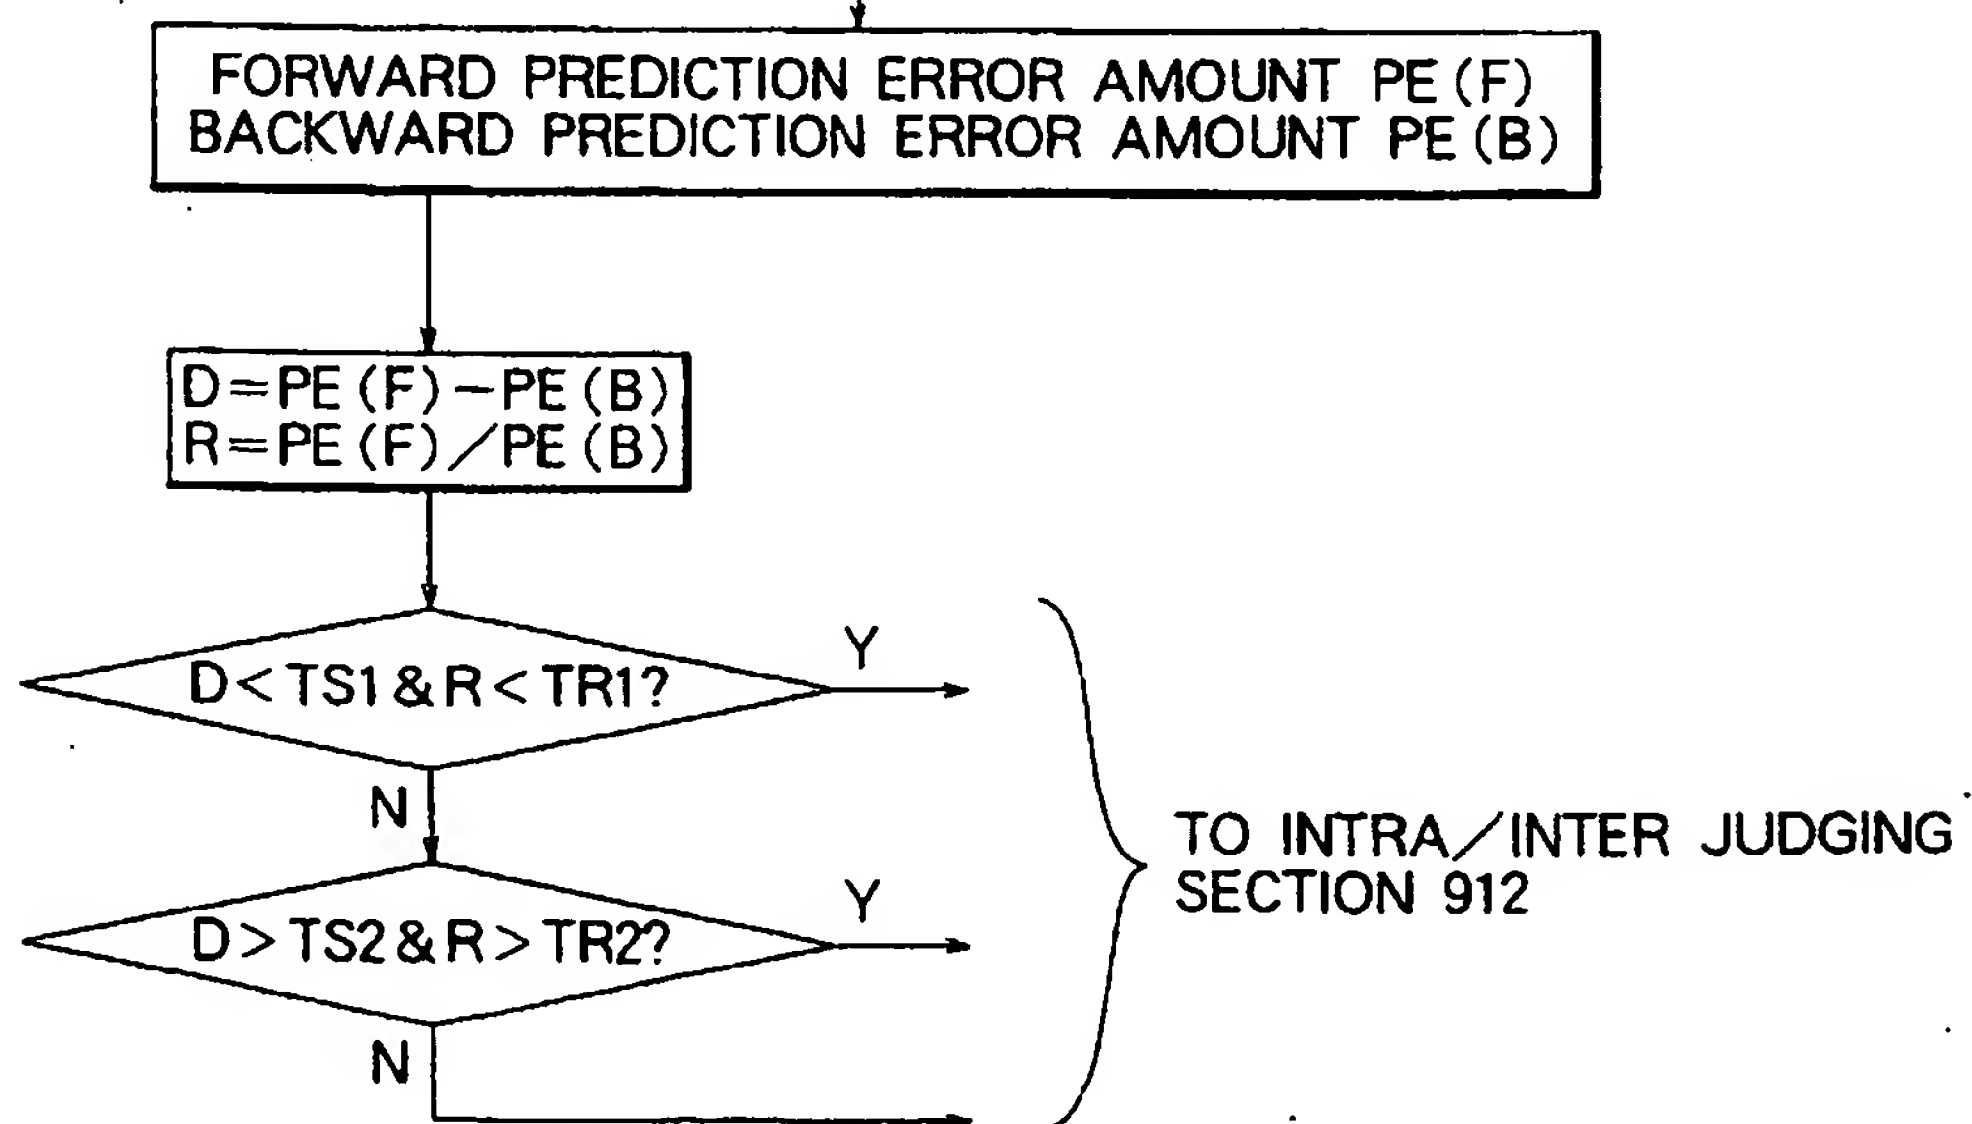 FORWARD PREDICTION ERROR AMOUNT PE (F)
BACKWARD PREDICTION ERROR AMOUNT PE (B)
D=PE (F) -PE (B)
R=PE (F) /PE (B)
Y
D< TS1 & R < TR1?
N
TO INTRA/INTER JUDGING
SECTION 912
Y
D> TS2 & R > TR2?
N